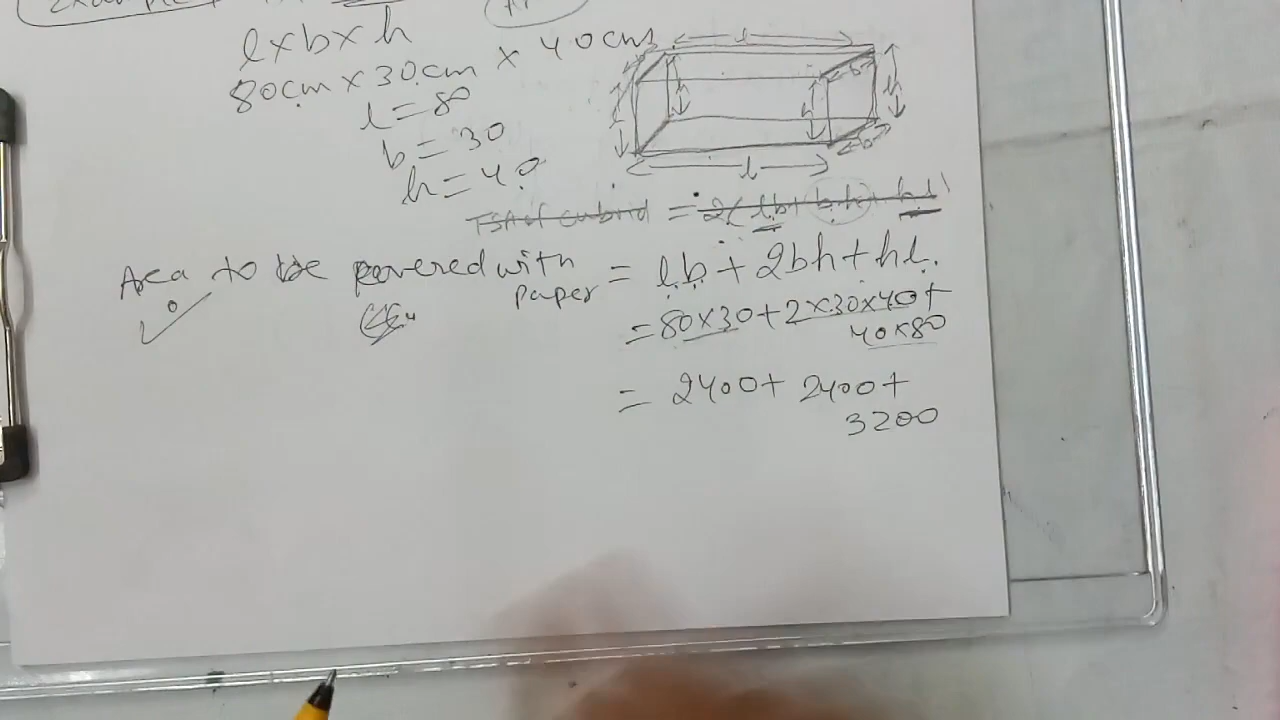 l×b×h
80cm×30cm × 40cms
l=80
b=30
h=40
l
b
b
l
TSA of cuboid = 2(lb+bh+hl)
Area to be covered with paper = lb+2bh+hl.
=80×30+2×30×40+
40×80
= 2400+ 2400+
3200